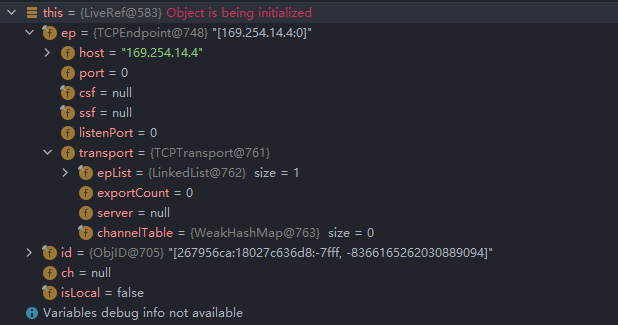 this = {LiveRef@583} Object is being initialized
ep = {TCPEndpoint@748} "[169.254.14.4:0]"
host = "169.254.14.4"
port = 0
csf = null
ssf = null
listenPort = 0
transport = {TCPTransport@761}
epList = {LinkedList@762} size = 1
exportCount = 0
server = null
channelTable = {WeakHashMap@763} size = 0
id = {ObjID@705} "[267956ca:18027c636d8:-7fff, -8366165262030889094]"
ch = null
isLocal = false
Variables debug info not available